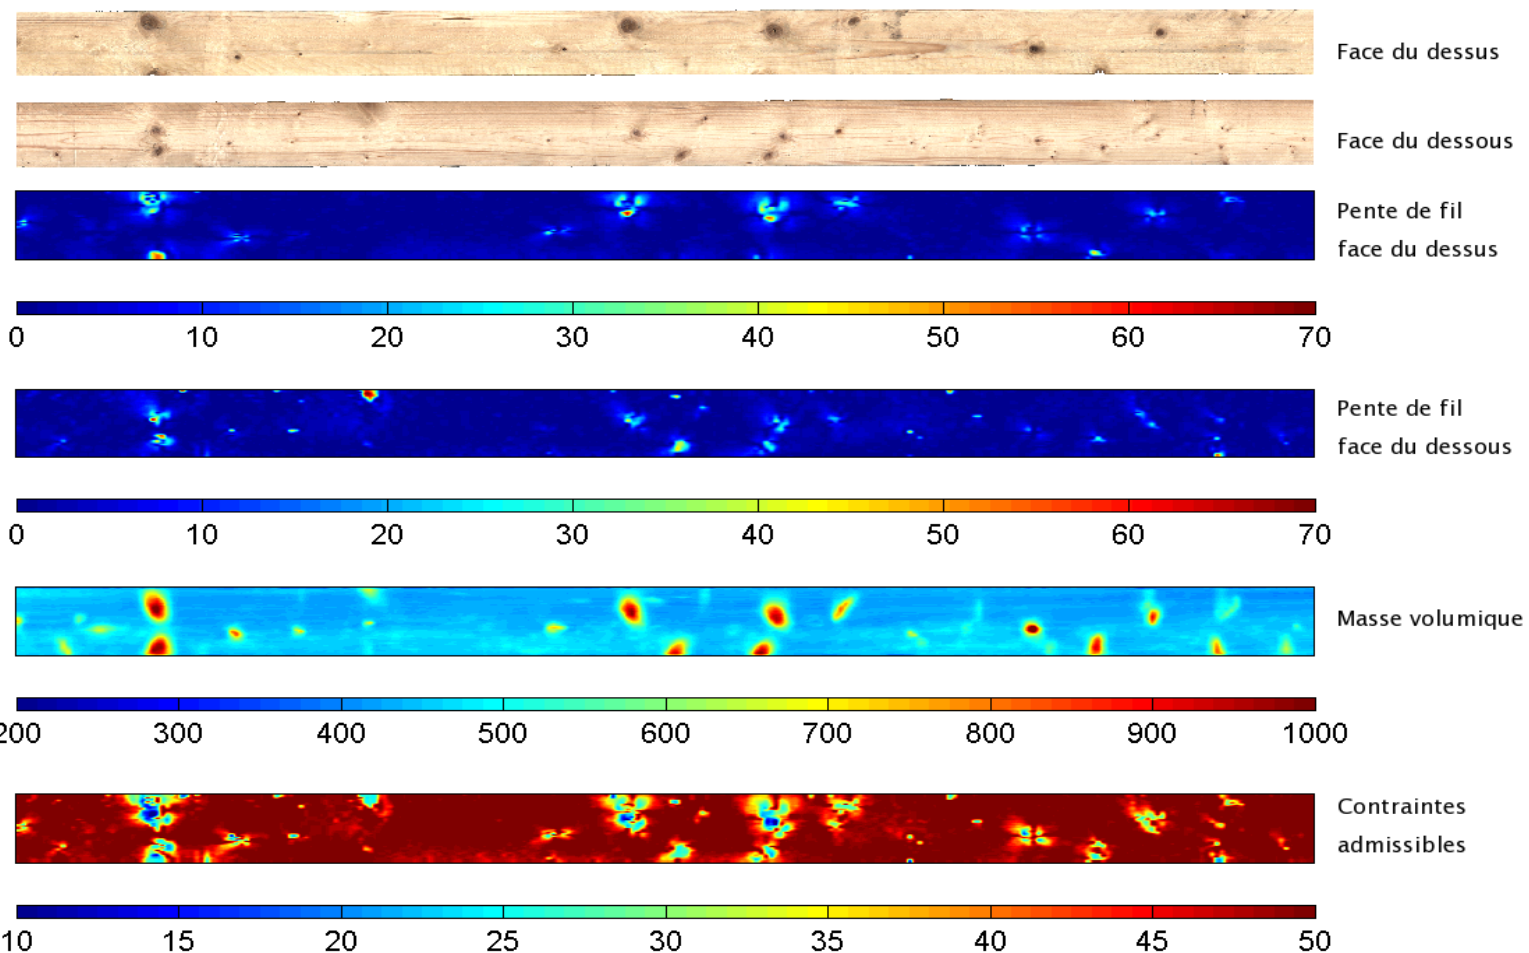 Face du dessus
Face du dessous
Pente de fil
face du dessus
0 10 20 30 40 50 60 70
Pente de fil
face du dessous
0 10 20 30 40 50 60 70
Masse volumique
200 300 400 500 600 700 800 900 1000
Contraintes
admissibles
10 15 20 25 30 35 40 45 50